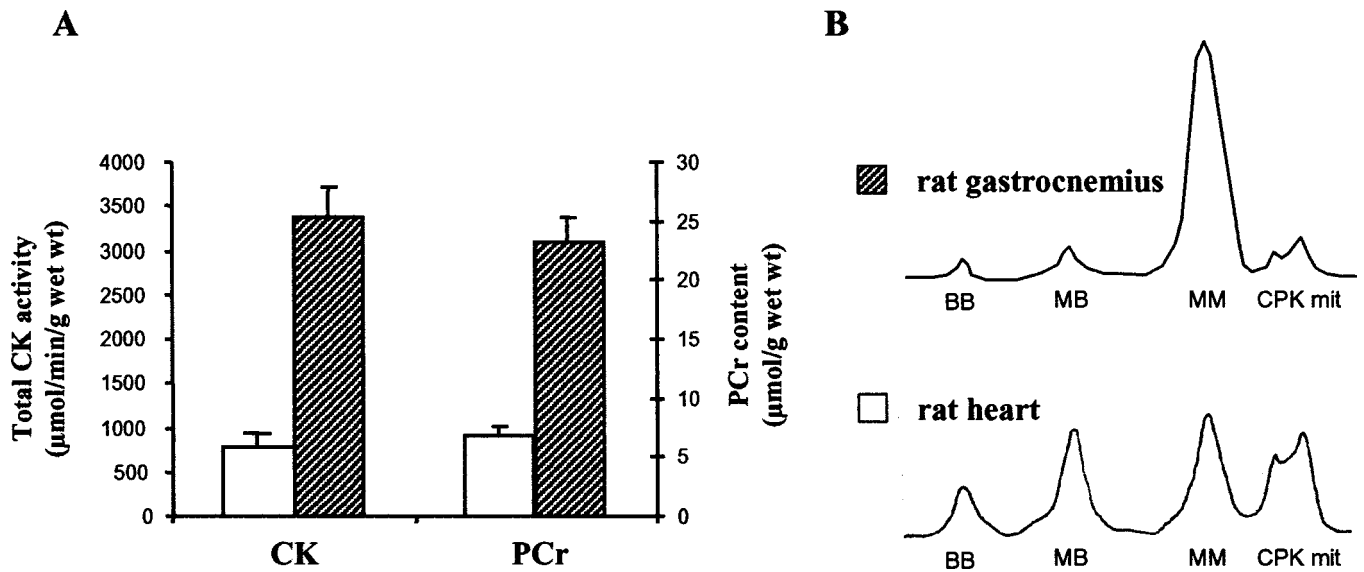 A
Total CK activity
(µmol/min/g wet wt)
4000
3500
3000
2500
2000
1500
1000
500
0
30
25
20
15
10
5
0
PCr content
(µmol/g wet wt)
CK
PCr
B
rat gastrocnemius
BB
MB
MM
CPK mit
rat heart
BB
MB
MM
CPK mit